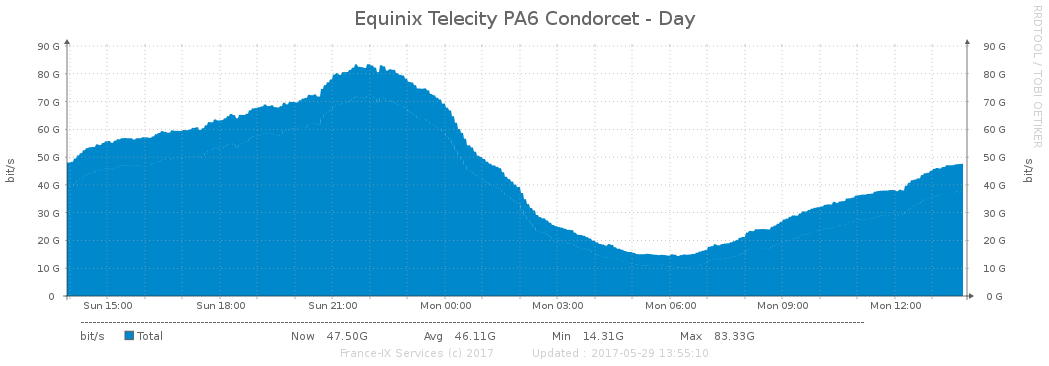 Equinix Telecity PA6 Condorcet - Day
RRDTOOL / TOBI OETIKER
bit/s
90 G
80 G
70 G
60 G
50 G
40 G
30 G
20 G
10 G
0
90 G
80 G
70 G
60 G
50 G
40 G
30 G
20 G
10 G
0 G
bit/s
Sun 15:00 Sun 18:00 Sun 21:00 Mon 00:00 Mon 03:00 Mon 06:00 Mon 09:00 Mon 12:00
bit/s Total Now 47.50G Avg 46.11G Min 14.31G Max 83.33G
France-IX Services (c) 2017 Updated : 2017-05-29 13:55:10